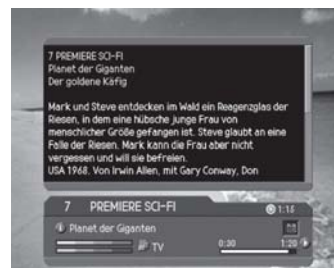 7 PREMIERE SCI-FI
Planet der Giganten
Der goldene Käfig
Mark und Steve entdecken im Wald ein Reagenzglas der
Riesen, in dem eine hübsche junge Frau von
menschlicher Größe gefangen ist. Steve glaubt an eine
Falle der Riesen. Mark kann die Frau aber nicht
vergessen und will sie befreien.
USA 1968. Von Irwin Allen, mit Gary Conway, Don
7 PREMIERE SCI-FI 1:15
Planet der Giganten
TV 0:30 1:20